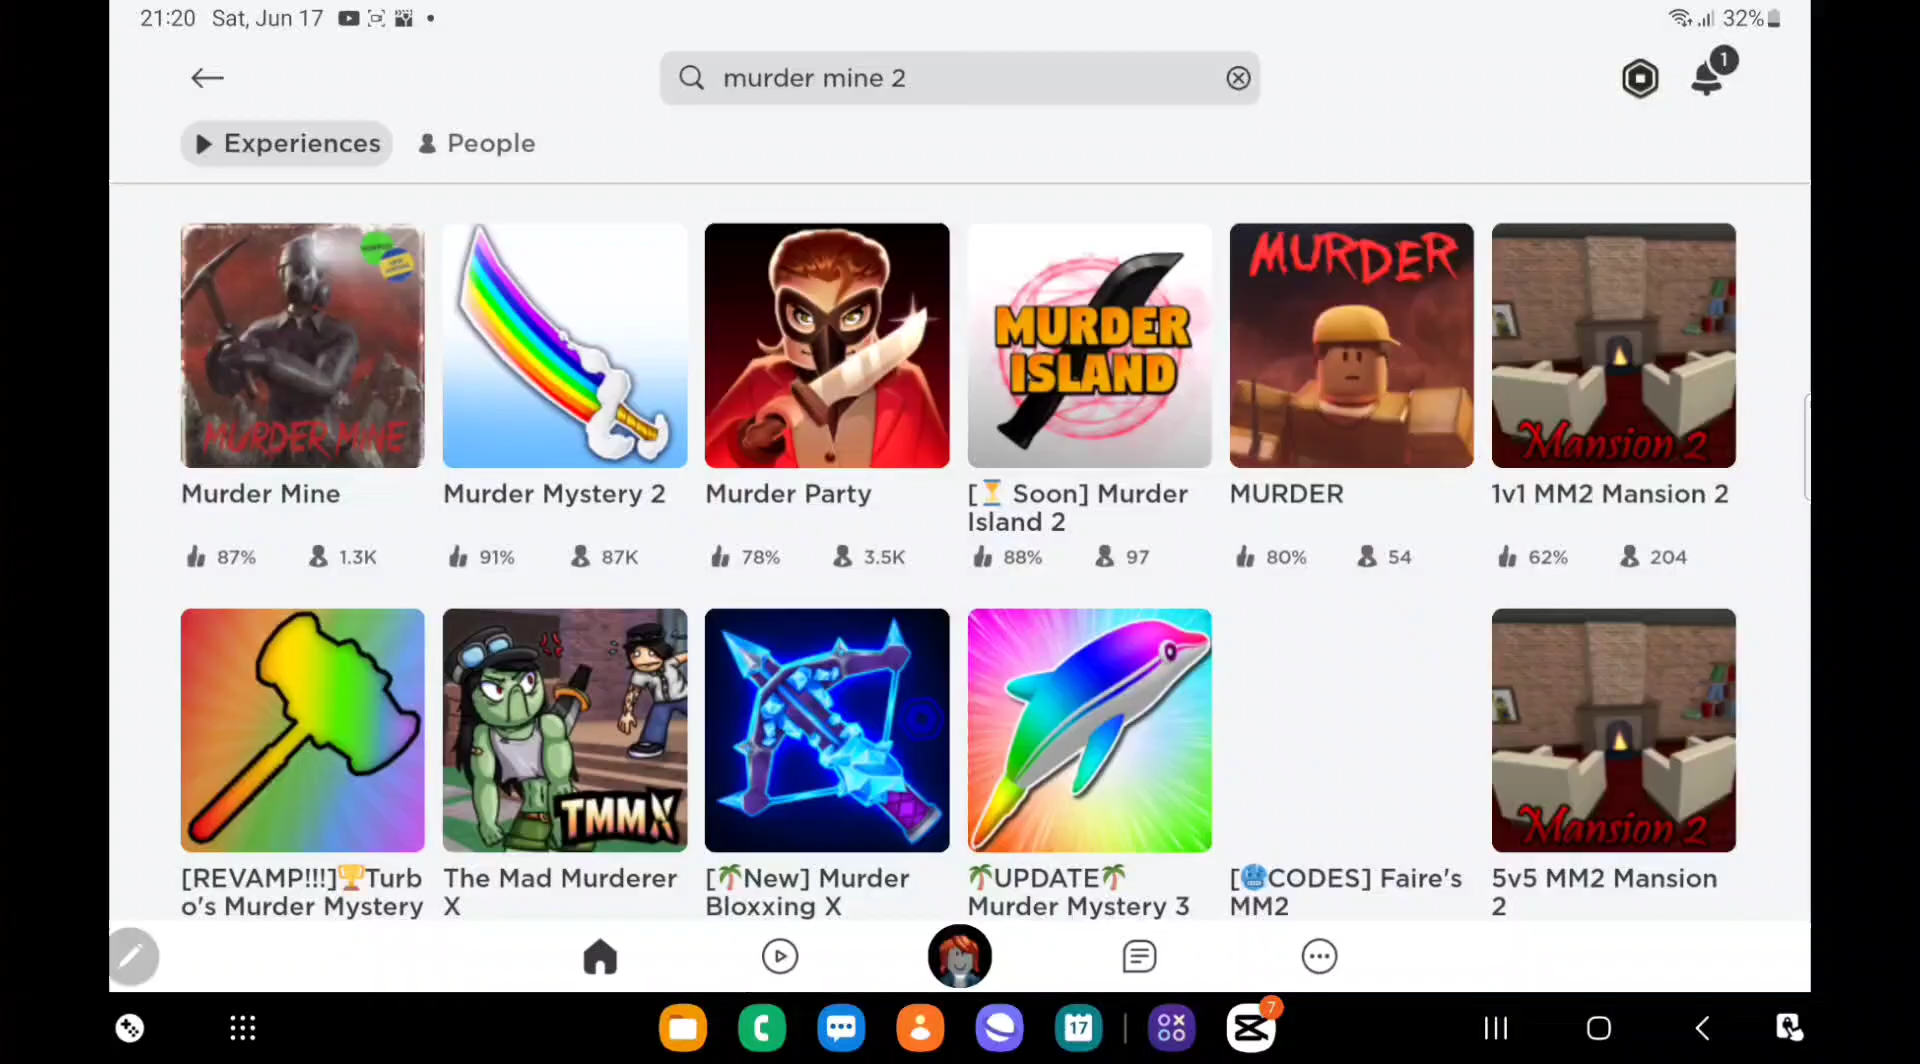 21:20 Sat, Jun 17
32%
murder mine 2
1
Experiences
People
MURDER MINE
MURDER
ISLAND
MURDER
Mansion 2
Murder Mine
Murder Mystery 2
Murder Party
[⏳ Soon] Murder
Island 2
MURDER
1v1 MM2 Mansion 2
87% 1.3K
91% 87K
78% 3.5K
88% 97
80% 54
62% 204
TMMX
Mansion 2
[REVAMP!!!]🏆Turb
o's Murder Mystery
The Mad Murderer
X
[🌴New] Murder
Bloxxing X
🌴UPDATE🌴
Murder Mystery 3
[🥶CODES] Faire's
MM2
5v5 MM2 Mansion
2
17
7